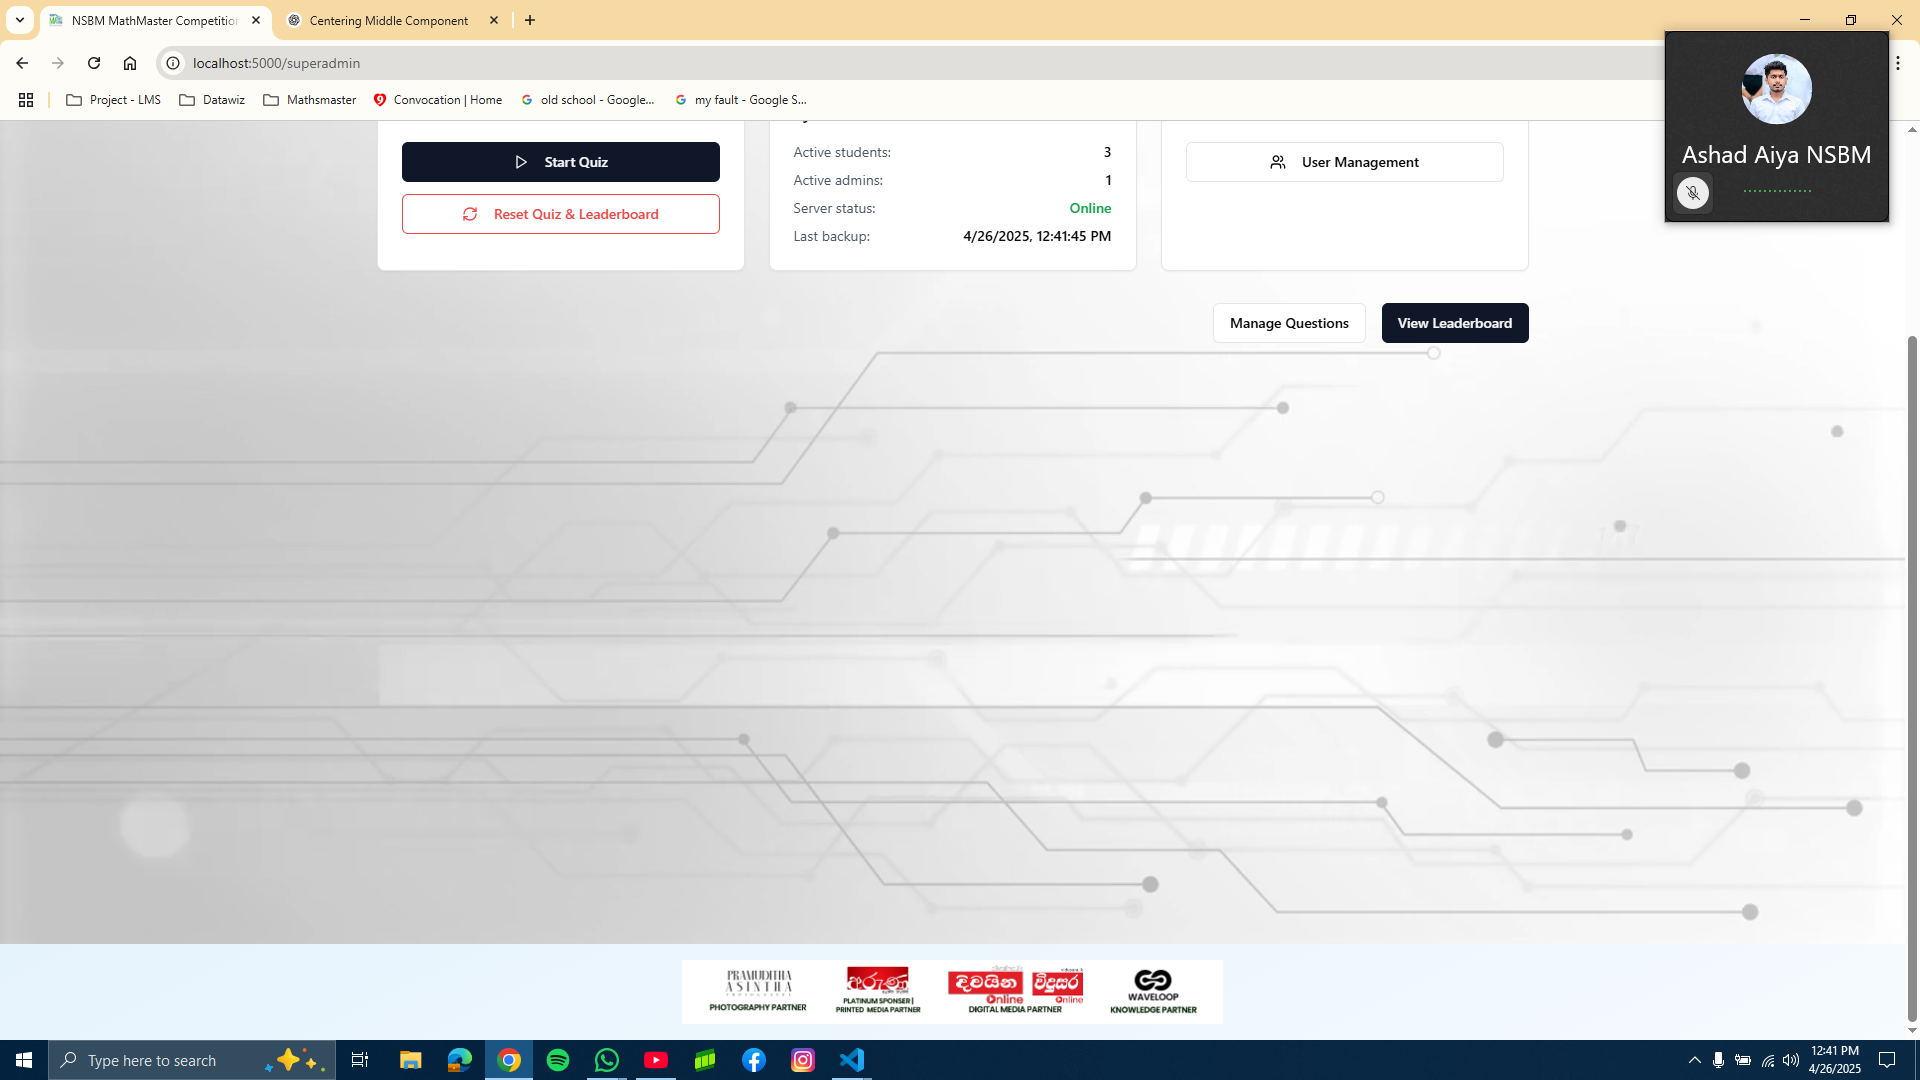 NSBM MathMaster Competition
Centering Middle Component
localhost:5000/superadmin
Project - LMS
Datawiz
Mathsmaster
Convocation | Home
old school - Google...
my fault - Google S...
Ashad Aiya NSBM
Start Quiz
Reset Quiz & Leaderboard
Active students: 3
Active admins: 1
Server status: Online
Last backup: 4/26/2025, 12:41:45 PM
User Management
Manage Questions
View Leaderboard
PRAMUDITHA
ASINTHA
PHOTOGRAPHY PARTNER
අරුණ
PLATINUM SPONSER |
PRINTED MEDIA PARTNER
දිවයින
Online
විදුසර
Online
DIGITAL MEDIA PARTNER
WAVELOOP
KNOWLEDGE PARTNER
Type here to search
12:41 PM
4/26/2025